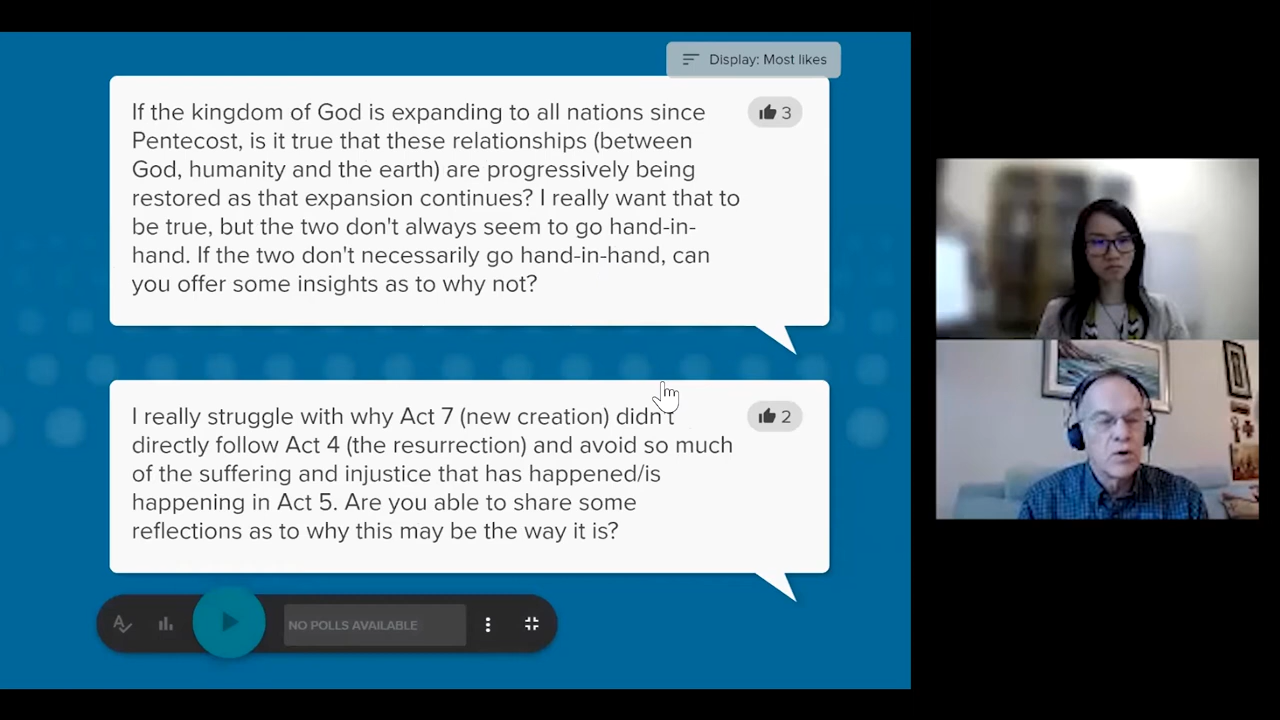 Display: Most likes
If the kingdom of God is expanding to all nations since
3
Pentecost, is it true that these relationships (between
God, humanity and the earth) are progressively being
restored as that expansion continues? I really want that to
be true, but the two don't always seem to go hand-in-
hand. If the two don't necessarily go hand-in-hand, can
you offer some insights as to why not?
I really struggle with why Act 7 (new creation) didn't
2
directly follow Act 4 (the resurrection) and avoid so much
of the suffering and injustice that has happened/is
happening in Act 5. Are you able to share some
reflections as to why this may be the way it is?
NO POLLS AVAILABLE